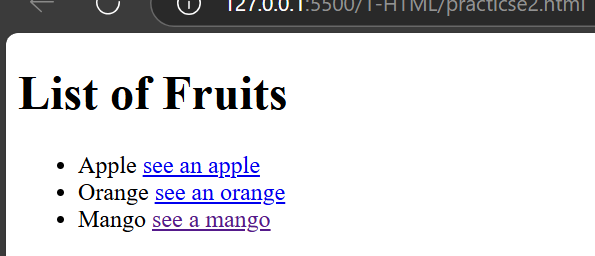 127.0.0.1:5500/1-HTML/practicse2.html
List of Fruits
• Apple see an apple
• Orange see an orange
• Mango see a mango